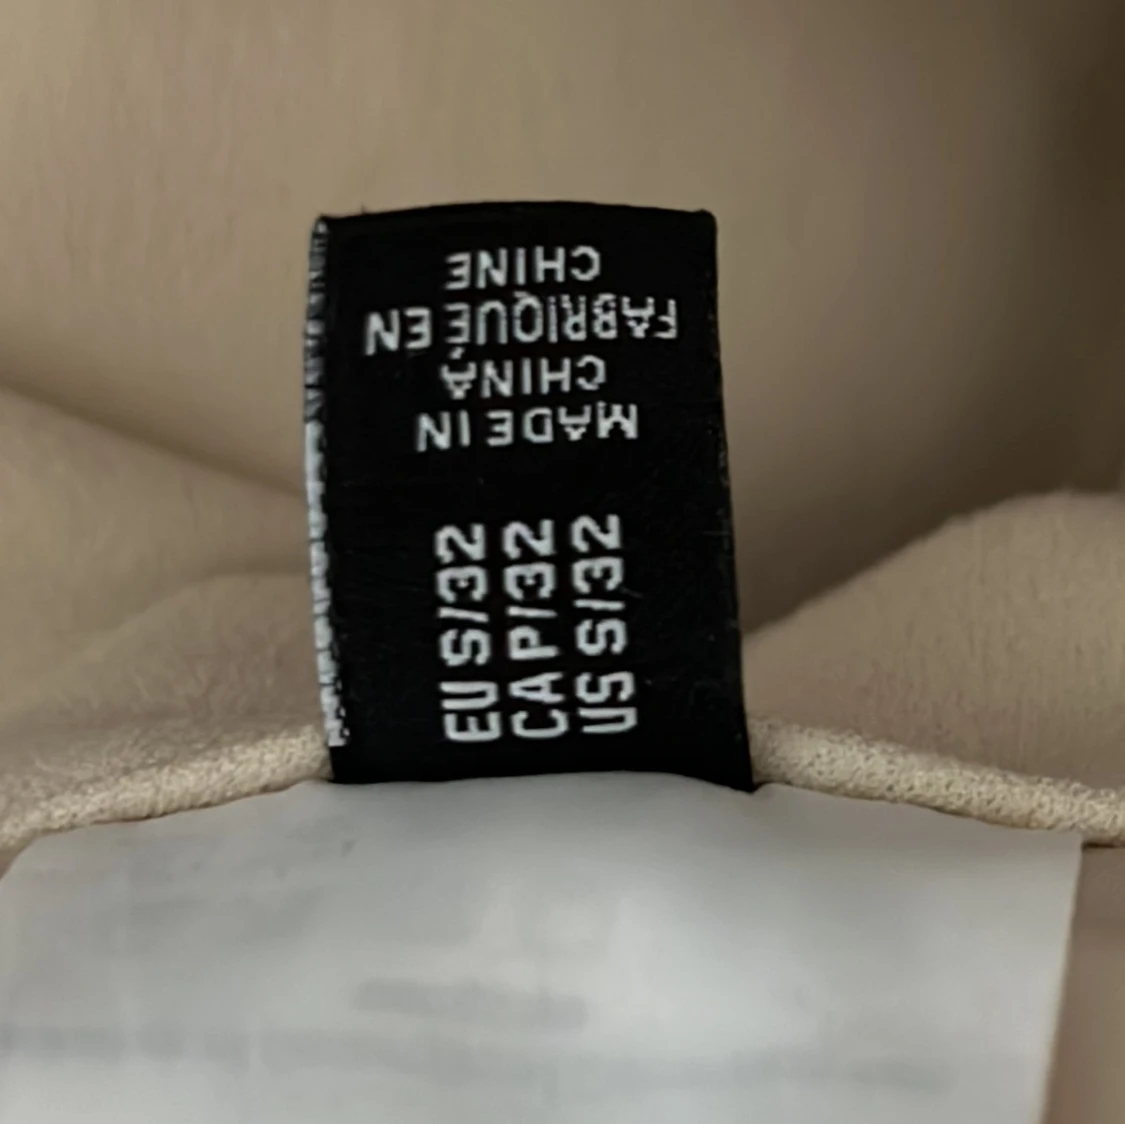 MADE IN
CHINA
FABRIQUÉ EN
CHINE
EU S/32
CA P/32
US S/32